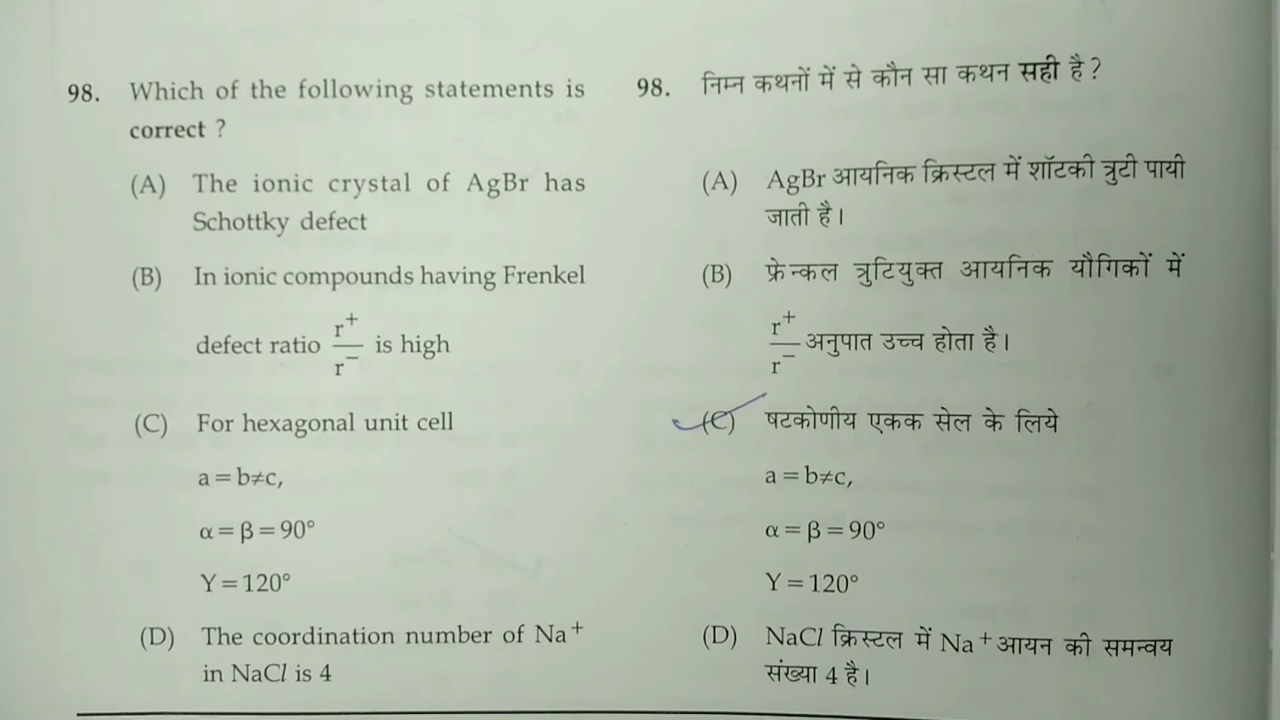 98. Which of the following statements is
correct ?
(A) The ionic crystal of AgBr has
Schottky defect
(B) In ionic compounds having Frenkel
defect ratio r⁺/r⁻ is high
(C) For hexagonal unit cell
a = b≠c,
α = β = 90°
Y = 120°
(D) The coordination number of Na⁺
in NaCl is 4
98. निम्न कथनों में से कौन सा कथन सही है ?
(A) AgBr आयनिक क्रिस्टल में शॉटकी त्रुटी पायी
जाती है।
(B) फ्रेन्कल त्रुटियुक्त आयनिक यौगिकों में
r⁺/r⁻ अनुपात उच्च होता है।
(C) षटकोणीय एकक सेल के लिये
a = b≠c,
α = β = 90°
Y = 120°
(D) NaCl क्रिस्टल में Na⁺ आयन की समन्वय
संख्या 4 है।